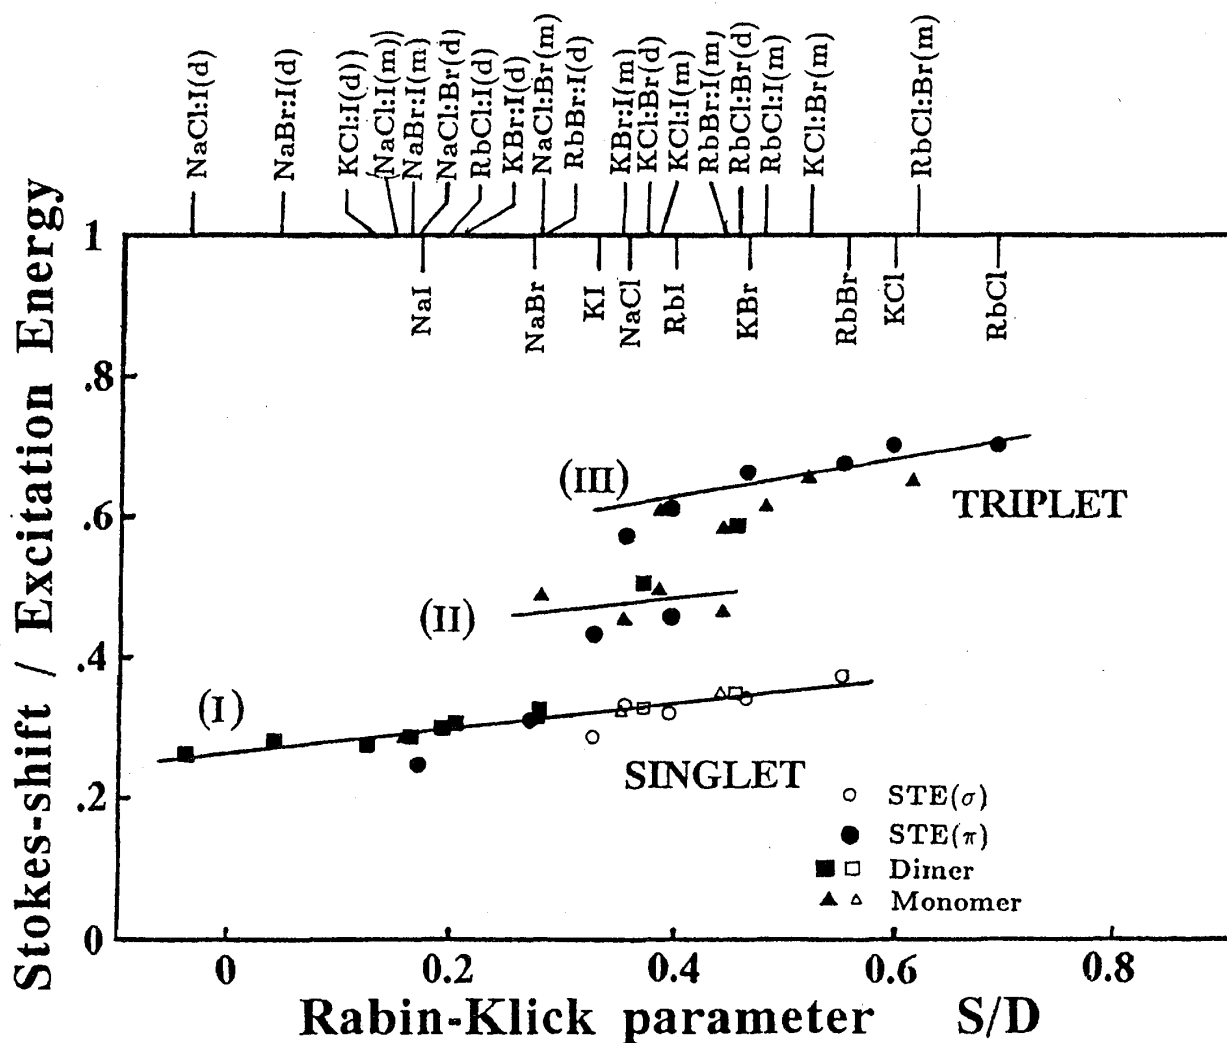 NaCl:I(d)
NaBr:I(d)
KCl:I(d))
(NaCl:I(m))
NaBr:I(m)
NaCl:Br(d)
RbCl:I(d)
KBr:I(d)
NaCl:Br(m)
RbBr:I(d)
KBr:I(m)
KCl:Br(d)
KCl:I(m)
RbBr:I(m)
RbCl:Br(d)
RbCl:I(m)
KCl:Br(m)
RbCl:Br(m)
1
NaI
NaBr
KI
NaCl
RbI
KBr
RbBr
KCl
RbCl
.8
(III)
TRIPLET
.6
(II)
.4
(I)
SINGLET
STE(σ)
.2
STE(π)
Dimer
Monomer
0
0 0.2 0.4 0.6 0.8
Rabin-Klick parameter S/D
Stokes-shift / Excitation Energy